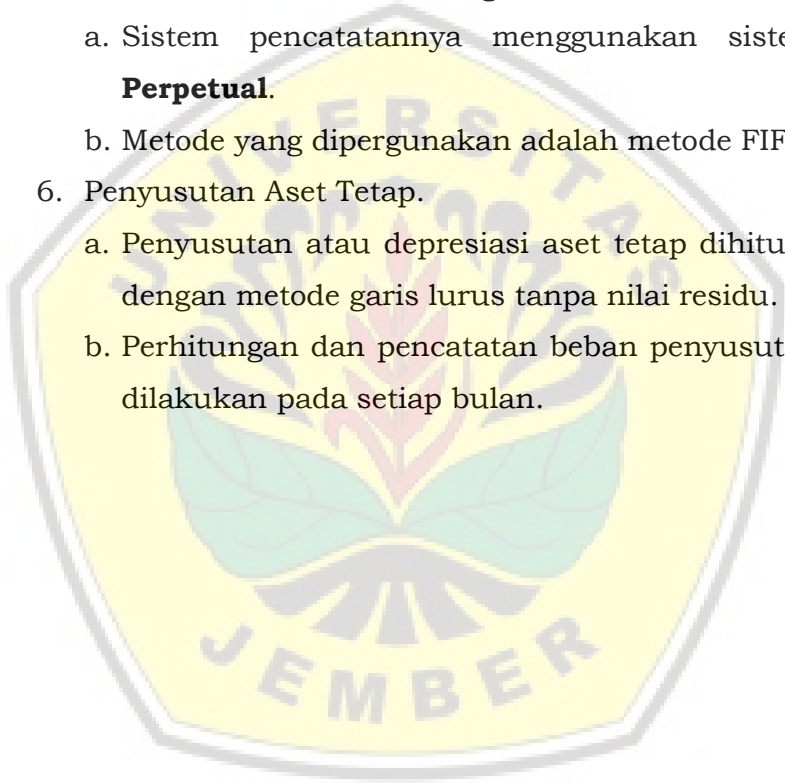 a. Sistem pencatatannya menggunakan siste
Perpetual.
b. Metode yang dipergunakan adalah metode FIF
6. Penyusutan Aset Tetap.
a. Penyusutan atau depresiasi aset tetap dihitu
dengan metode garis lurus tanpa nilai residu.
b. Perhitungan dan pencatatan beban penyusut
dilakukan pada setiap bulan.
UNIVERSITAS
JEMBER